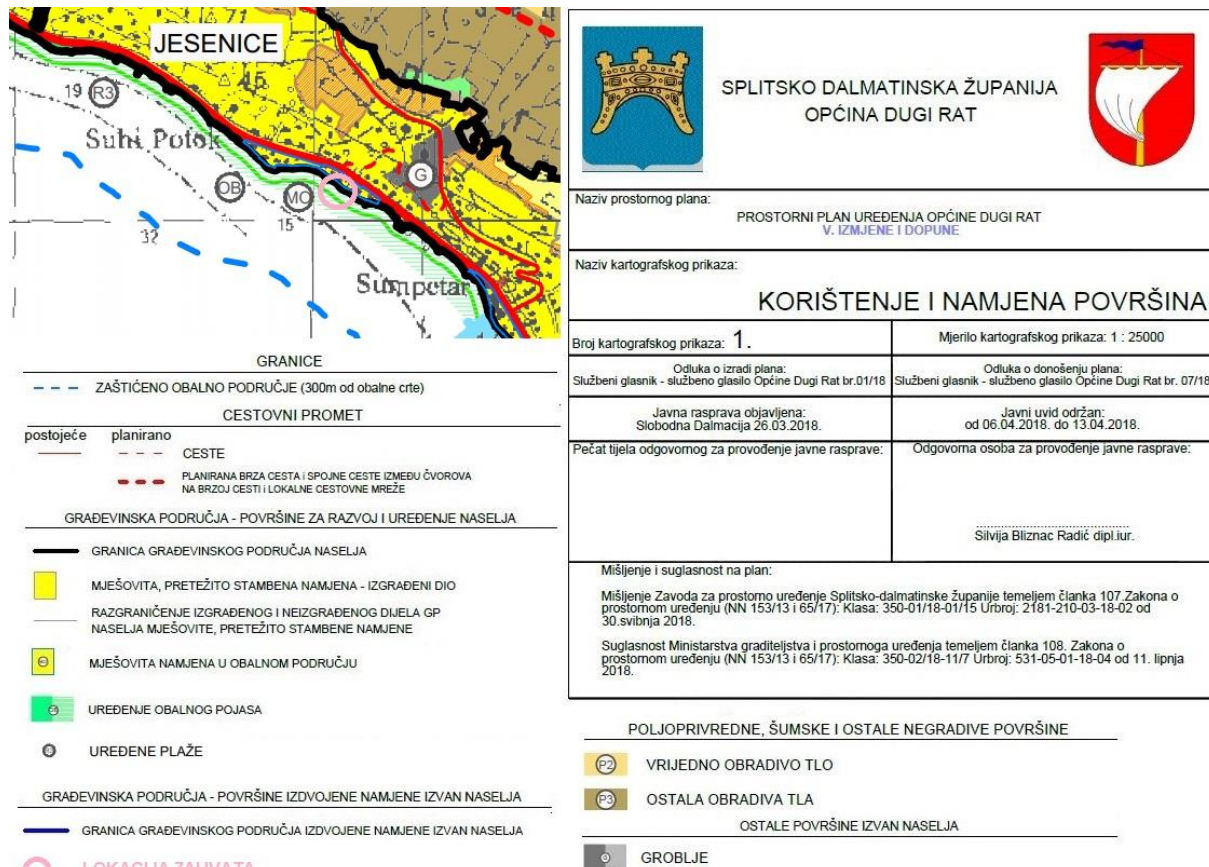 JESENICE
71
45
19 R3
Suhi Potok
OB
MO
G
15
32
Sumpetar
GRANICE
ZAŠTIĆENO OBALNO PODRUČJE (300m od obalne crte)
CESTOVNI PROMET
postojeće planirano
CESTE
PLANIRANA BRZA CESTA i SPOJNE CESTE IZMEĐU ČVOROVA
NA BRZOJ CESTI i LOKALNE CESTOVNE MREŽE
GRAĐEVINSKA PODRUČJA - POVRŠINE ZA RAZVOJ I UREĐENJE NASELJA
GRANICA GRAĐEVINSKOG PODRUČJA NASELJA
MJEŠOVITA, PRETEŽITO STAMBENA NAMJENA - IZGRAĐENI DIO
RAZGRANIČENJE IZGRAĐENOG I NEIZGRAĐENOG DIJELA GP
NASELJA MJEŠOVITE, PRETEŽITO STAMBENE NAMJENE
MJEŠOVITA NAMJENA U OBALNOM PODRUČJU
UREĐENJE OBALNOG POJASA
UREĐENE PLAŽE
GRAĐEVINSKA PODRUČJA - POVRŠINE IZDVOJENE NAMJENE IZVAN NASELJA
GRANICA GRAĐEVINSKOG PODRUČJA IZDVOJENE NAMJENE IZVAN NASELJA
LOKACIJA ZAHVATA
SPLITSKO DALMATINSKA ŽUPANIJA
OPĆINA DUGI RAT
Naziv prostornog plana:
PROSTORNI PLAN UREĐENJA OPĆINE DUGI RAT
V. IZMJENE I DOPUNE
Naziv kartografskog prikaza:
KORIŠTENJE I NAMJENA POVRŠINA
Broj kartografskog prikaza: 1.
Mjerilo kartografskog prikaza: 1 : 25000
Odluka o izradi plana:
Službeni glasnik - službeno glasilo Općine Dugi Rat br.01/18
Odluka o donošenju plana:
Službeni glasnik - službeno glasilo Općine Dugi Rat br. 07/18
Javna rasprava objavljena:
Slobodna Dalmacija 26.03.2018.
Javni uvid održan:
od 06.04.2018. do 13.04.2018.
Pečat tijela odgovornog za provođenje javne rasprave:
Odgovorna osoba za provođenje javne rasprave:
Silvija Bliznac Radić dipl.iur.
Mišljenje i suglasnost na plan:
Mišljenje Zavoda za prostorno uređenje Splitsko-dalmatinske županije temeljem članka 107.Zakona o
prostornom uređenju (NN 153/13 i 65/17): Klasa: 350-01/18-01/15 Urbroj: 2181-210-03-18-02 od
30.svibnja 2018.
Suglasnost Ministarstva graditeljstva i prostornoga uređenja temeljem članka 108. Zakona o
prostornom uređenju (NN 153/13 i 65/17): Klasa: 350-02/18-11/7 Urbroj: 531-05-01-18-04 od 11. lipnja
2018.
POLJOPRIVREDNE, ŠUMSKE I OSTALE NEGRADIVE POVRŠINE
P2 VRIJEDNO OBRADIVO TLO
P3 OSTALA OBRADIVA TLA
OSTALE POVRŠINE IZVAN NASELJA
GROBLJE